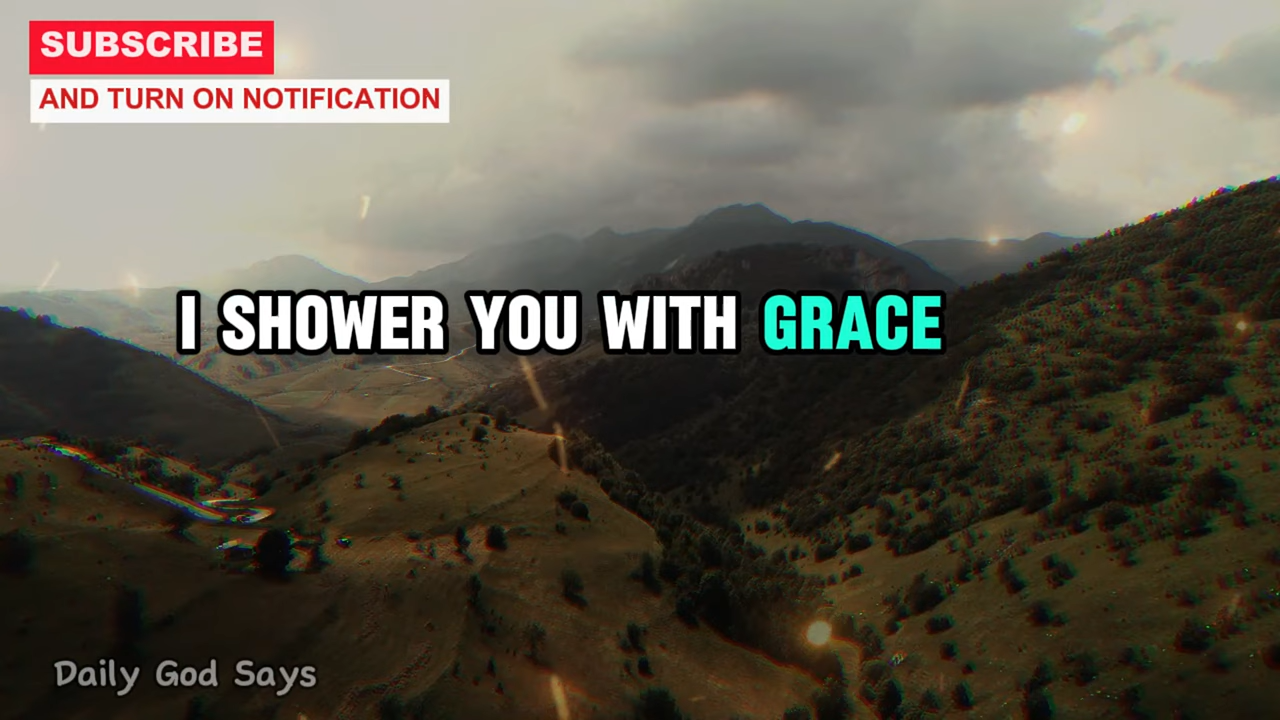 SUBSCRIBE
AND TURN ON NOTIFICATION
I SHOWER YOU WITH GRACE
Daily God Says